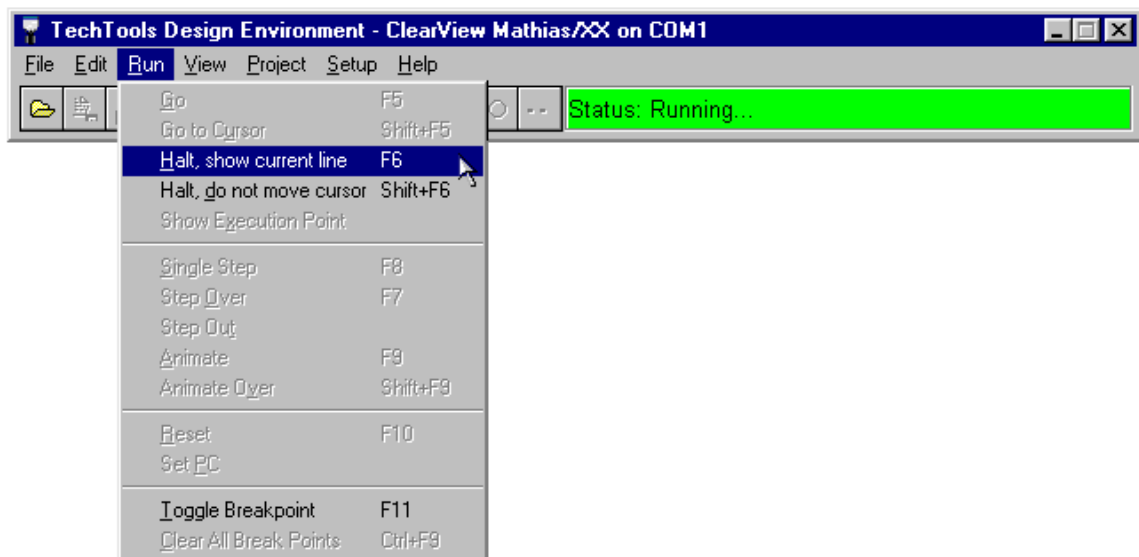 TechTools Design Environment - ClearView Mathias/XX on COM1
File Edit Run View Project Setup Help
Status: Running...
Go F5
Go to Cursor Shift+F5
Halt, show current line F6
Halt, do not move cursor Shift+F6
Show Execution Point
Single Step F8
Step Over F7
Step Out
Animate F9
Animate Over Shift+F9
Reset F10
Set PC
Toggle Breakpoint F11
Clear All Break Points Ctrl+F9